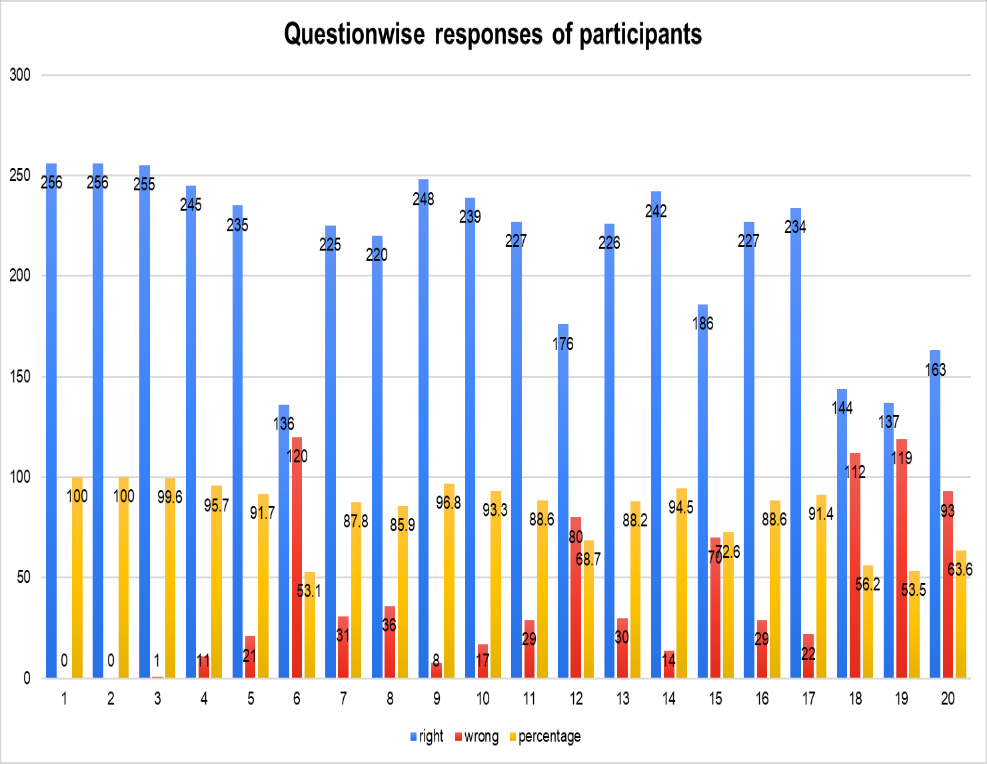 Questionwise responses of participants
300
250
200
150
100
50
0
256 256 255 245 235 136 225 220 248 239 227 176 226 242 186 227 234 144 137 163
0 0 1 11 21 120 31 36 8 17 29 80 30 14 70 29 22 112 119 93
100 100 99.6 95.7 91.7 53.1 87.8 85.9 96.8 93.3 88.6 68.7 88.2 94.5 72.6 88.6 91.4 56.2 53.5 63.6
1 2 3 4 5 6 7 8 9 10 11 12 13 14 15 16 17 18 19 20
right wrong percentage